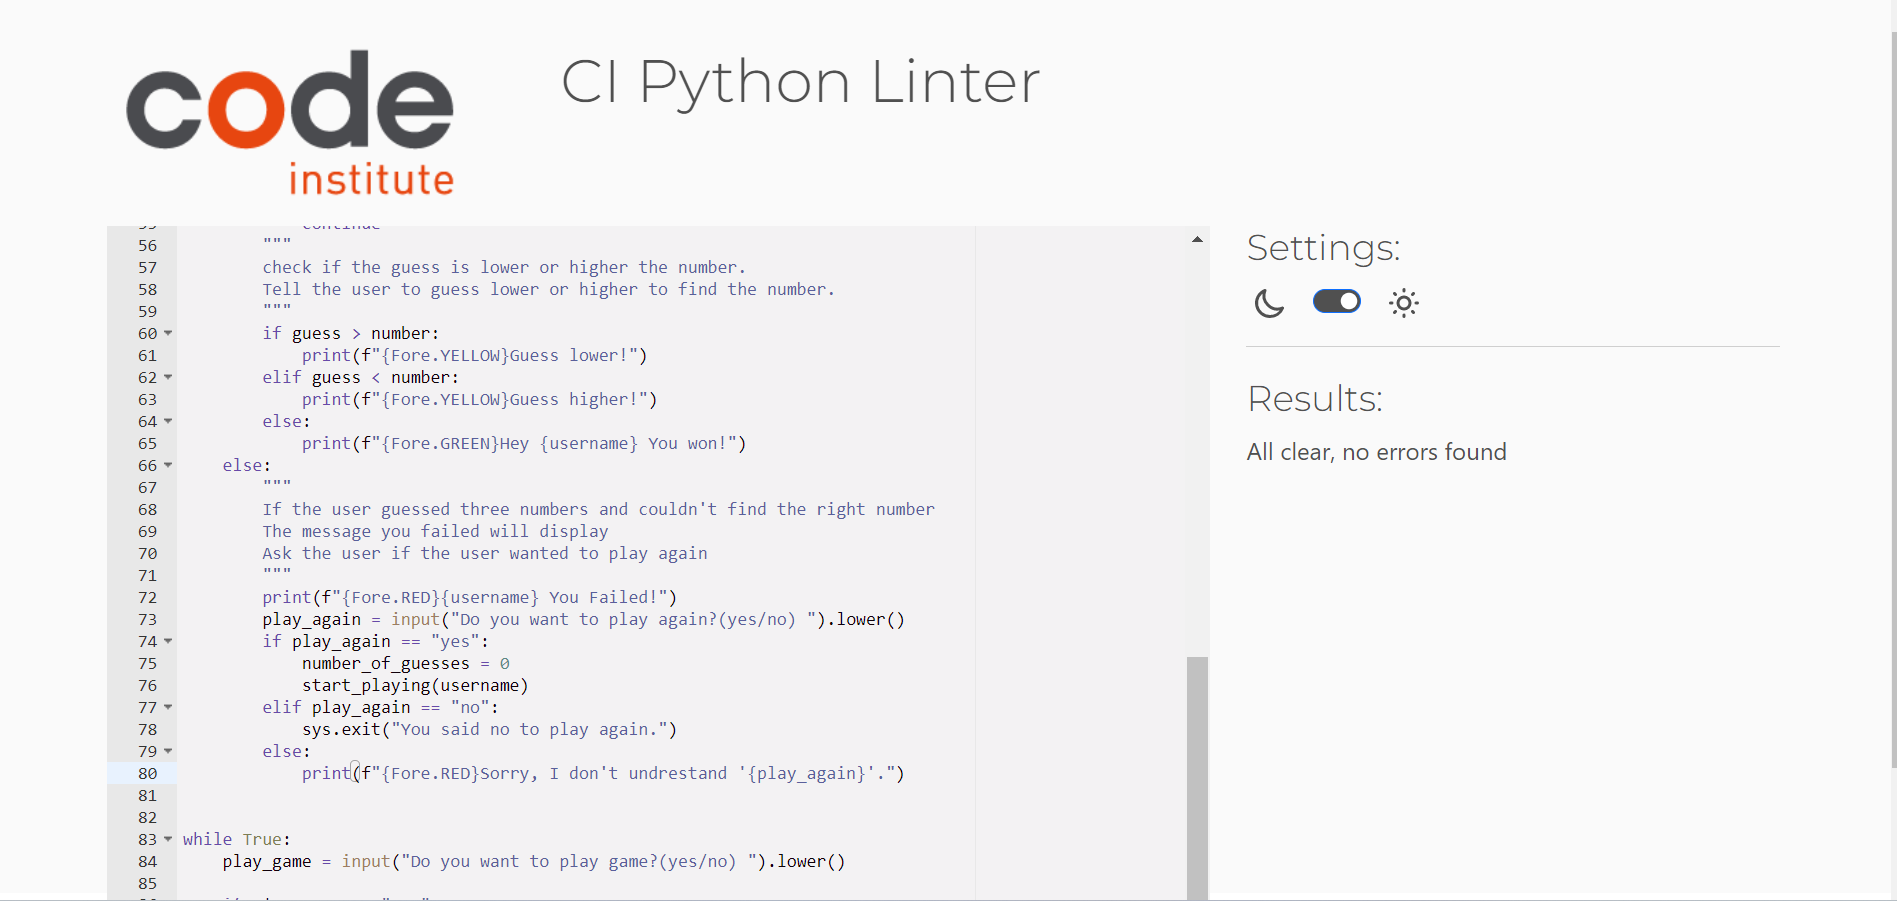 code
institute
CI Python Linter
continue
56 """
57 check if the guess is lower or higher the number.
58 Tell the user to guess lower or higher to find the number.
59 """
60 if guess > number:
61 print(f"{Fore.YELLOW}Guess lower!")
62 elif guess < number:
63 print(f"{Fore.YELLOW}Guess higher!")
64 else:
65 print(f"{Fore.GREEN}Hey {username} You won!")
66 else:
67 """
68 If the user guessed three numbers and couldn't find the right number
69 The message you failed will display
70 Ask the user if the user wanted to play again
71 """
72 print(f"{Fore.RED}{username} You Failed!")
73 play_again = input("Do you want to play again?(yes/no) ").lower()
74 if play_again == "yes":
75 number_of_guesses = 0
76 start_playing(username)
77 elif play_again == "no":
78 sys.exit("You said no to play again.")
79 else:
80 print(f"{Fore.RED}Sorry, I don't undrestand '{play_again}'.")
81
82
83 while True:
84 play_game = input("Do you want to play game?(yes/no) ").lower()
85
Settings:
Results:
All clear, no errors found